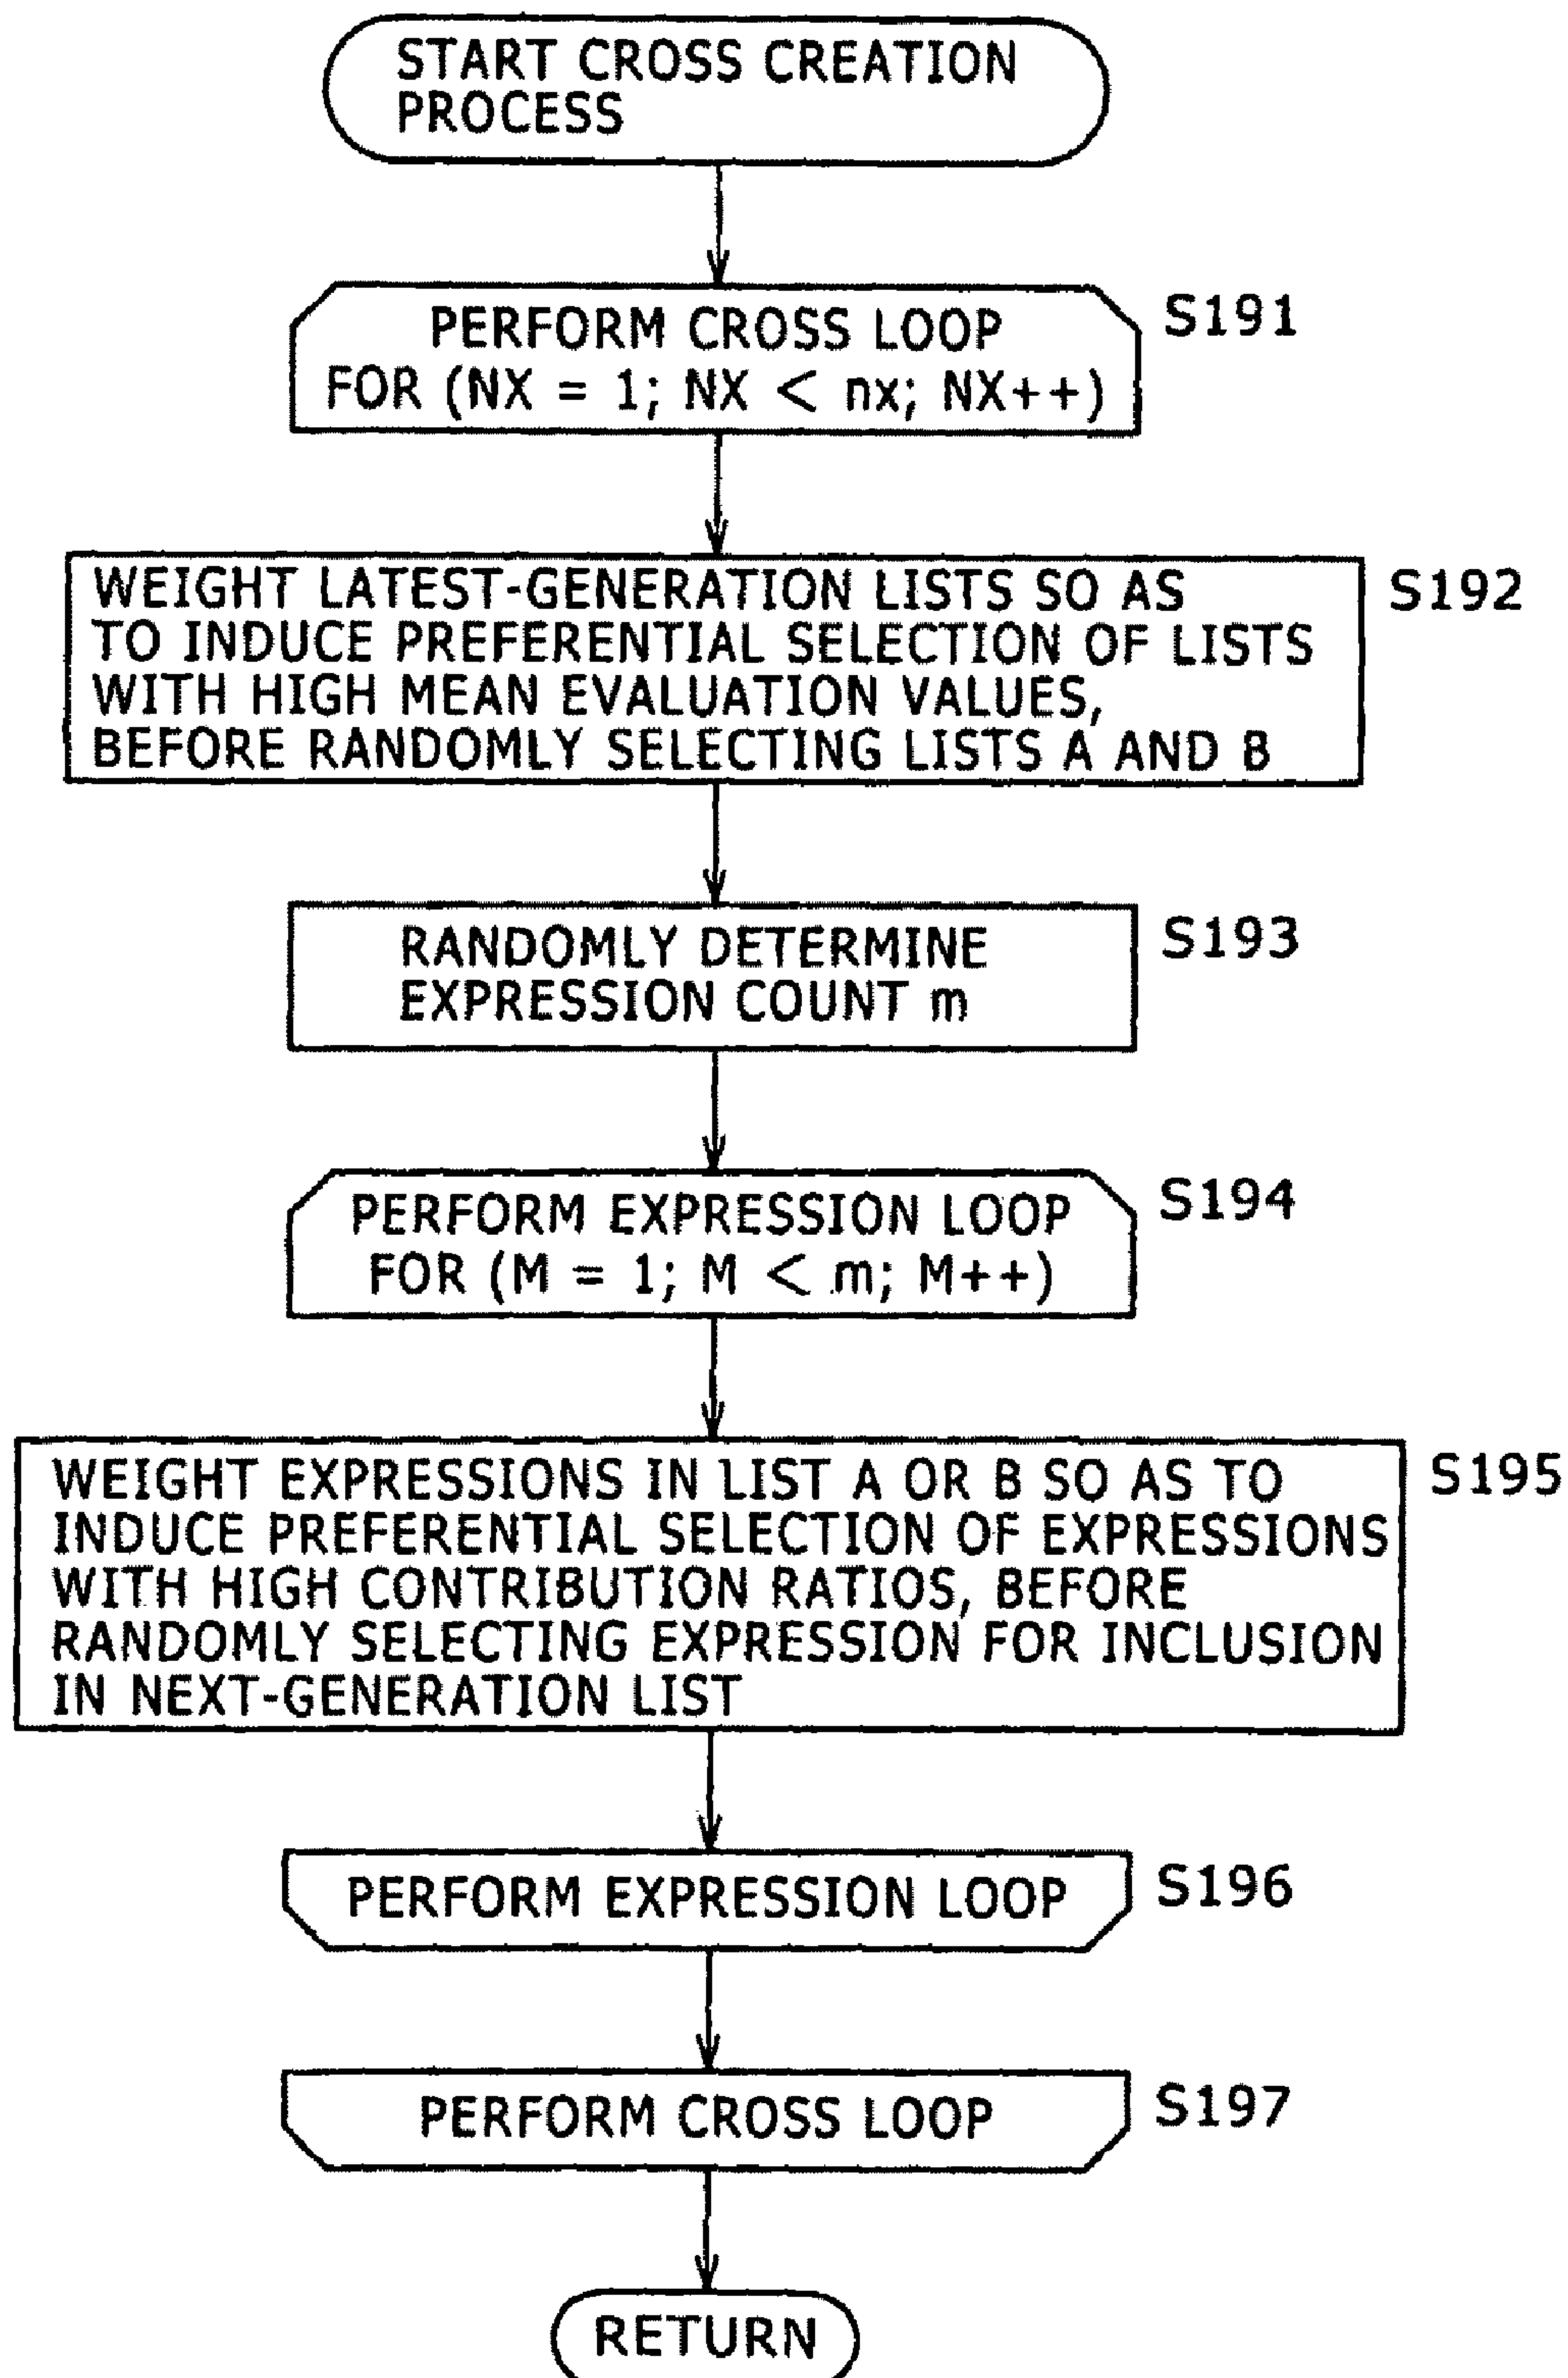 START CROSS CREATION
PROCESS
PERFORM CROSS LOOP
FOR (NX = 1; NX < nx; NX++)
S191
WEIGHT LATEST-GENERATION LISTS SO AS
TO INDUCE PREFERENTIAL SELECTION OF LISTS
WITH HIGH MEAN EVALUATION VALUES,
BEFORE RANDOMLY SELECTING LISTS A AND B
S192
RANDOMLY DETERMINE
EXPRESSION COUNT m
S193
PERFORM EXPRESSION LOOP
FOR (M = 1; M < m; M++)
S194
WEIGHT EXPRESSIONS IN LIST A OR B SO AS TO
INDUCE PREFERENTIAL SELECTION OF EXPRESSIONS
WITH HIGH CONTRIBUTION RATIOS, BEFORE
RANDOMLY SELECTING EXPRESSION FOR INCLUSION
IN NEXT-GENERATION LIST
S195
PERFORM EXPRESSION LOOP
S196
PERFORM CROSS LOOP
S197
RETURN